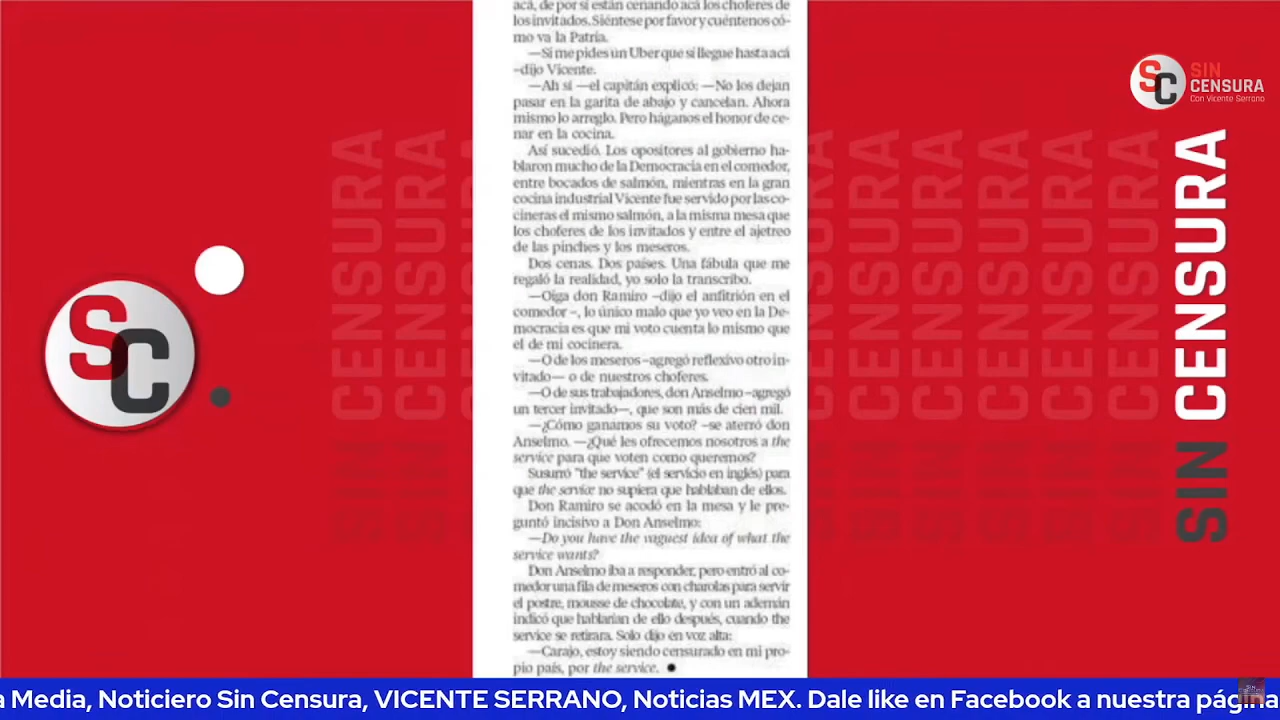 acá, de por sí están cenando acá los choferes de
los invitados. Siéntese por favor y cuéntenos có-
mo va la Patria.
—Si me pides un Uber que sí llegue hasta acá
–dijo Vicente.
—Ah sí —el capitán explicó: —No los dejan
pasar en la garita de abajo y cancelan. Ahora
mismo lo arreglo. Pero háganos el honor de ce-
nar en la cocina.
Así sucedió. Los opositores al gobierno ha-
blaron mucho de la Democracia en el comedor,
entre bocados de salmón, mientras en la gran
cocina industrial Vicente fue servido por las co-
cineras el mismo salmón, a la misma mesa que
los choferes de los invitados y entre el ajetreo
de las pinches y los meseros.
Dos cenas. Dos países. Una fábula que me
regaló la realidad, yo solo la transcribo.
—Oiga don Ramiro –dijo el anfitrión en el
comedor –, lo único malo que yo veo en la De-
mocracia es que mi voto cuenta lo mismo que
el de mi cocinera.
—O de los meseros –agregó reflexivo otro in-
vitado— o de nuestros choferes.
—O de sus trabajadores, don Anselmo –agregó
un tercer invitado—, que son más de cien mil.
—¿Cómo ganamos su voto? –se aterró don
Anselmo. —¿Qué les ofrecemos nosotros a the
service para que voten como queremos?
Susurró "the service" (el servicio en inglés) para
que the service no supiera que hablaban de ellos.
Don Ramiro se acodó en la mesa y le pre-
guntó incisivo a Don Anselmo:
—Do you have the vaguest idea of what the
service wants?
Don Anselmo iba a responder, pero entró al co-
medor una fila de meseros con charolas para servir
el postre, mousse de chocolate, y con un ademán
indicó que hablarían de ello después, cuando the
service se retirara. Solo dijo en voz alta:
—Carajo, estoy siendo censurado en mi pro-
pio país, por the service. ●
SC
SIN
CENSURA
Con Vicente Serrano
SC
SIN CENSURA
SIN CENSURA
SIN CENSURA
a Media, Noticiero Sin Censura, VICENTE SERRANO, Noticias MEX. Dale like en Facebook a nuestra página